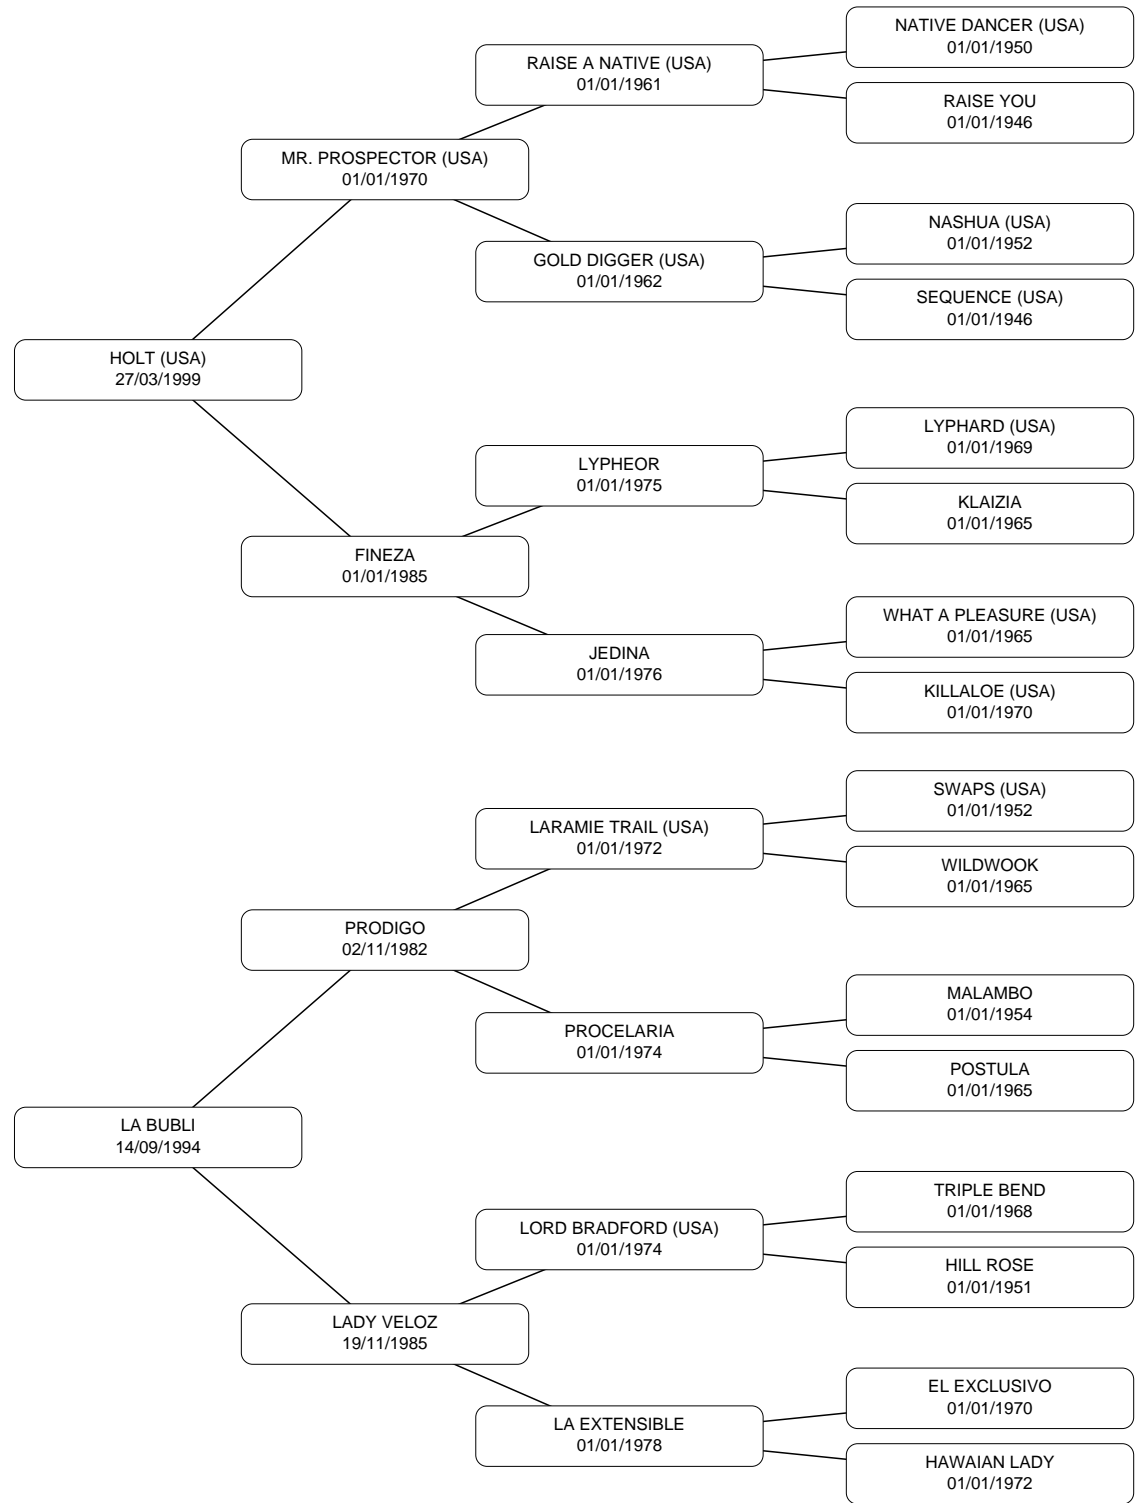 NATIVE DANCER (USA)
01/01/1950
RAISE A NATIVE (USA)
01/01/1961
RAISE YOU
01/01/1946
MR. PROSPECTOR (USA)
01/01/1970
NASHUA (USA)
01/01/1952
GOLD DIGGER (USA)
01/01/1962
SEQUENCE (USA)
01/01/1946
HOLT (USA)
27/03/1999
LYPHARD (USA)
01/01/1969
LYPHEOR
01/01/1975
KLAIZIA
01/01/1965
FINEZA
01/01/1985
WHAT A PLEASURE (USA)
01/01/1965
JEDINA
01/01/1976
KILLALOE (USA)
01/01/1970
SWAPS (USA)
01/01/1952
LARAMIE TRAIL (USA)
01/01/1972
WILDWOOK
01/01/1965
PRODIGO
02/11/1982
MALAMBO
01/01/1954
PROCELARIA
01/01/1974
POSTULA
01/01/1965
LA BUBLI
14/09/1994
TRIPLE BEND
01/01/1968
LORD BRADFORD (USA)
01/01/1974
HILL ROSE
01/01/1951
LADY VELOZ
19/11/1985
EL EXCLUSIVO
01/01/1970
LA EXTENSIBLE
01/01/1978
HAWAIAN LADY
01/01/1972